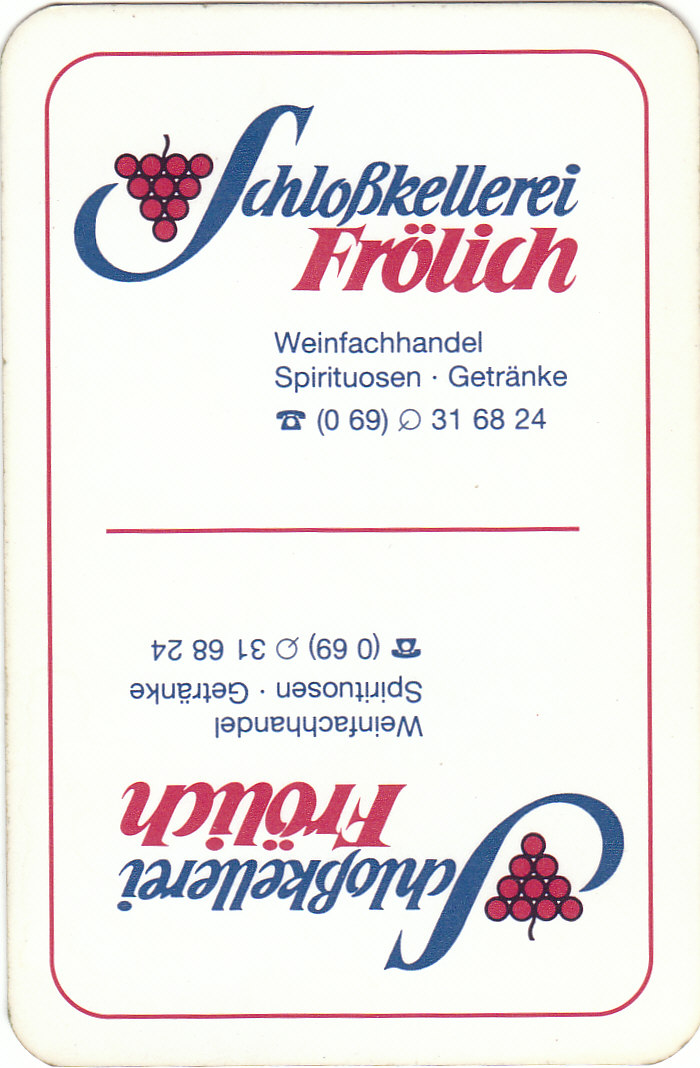 Schloßkellerei
Frölich
Weinfachhandel
Spirituosen · Getränke
☎ (0 69) 31 68 24
Schloßkellerei
Frölich
Weinfachhandel
Spirituosen · Getränke
☎ (0 69) 31 68 24